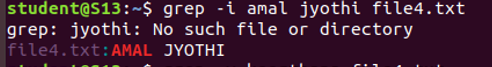 student@S13:~$ grep -i amal jyothi file4.txt
grep: jyothi: No such file or directory
file4.txt:AMAL JYOTHI